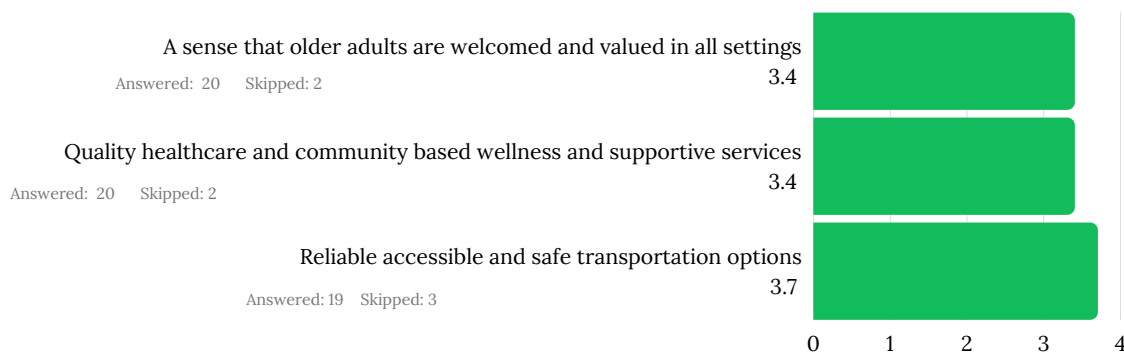 A sense that older adults are welcomed and valued in all settings
3.4
Answered: 20 Skipped: 2
Quality healthcare and community based wellness and supportive services
3.4
Answered: 20 Skipped: 2
Reliable accessible and safe transportation options
3.7
Answered: 19 Skipped: 3
0 1 2 3 4